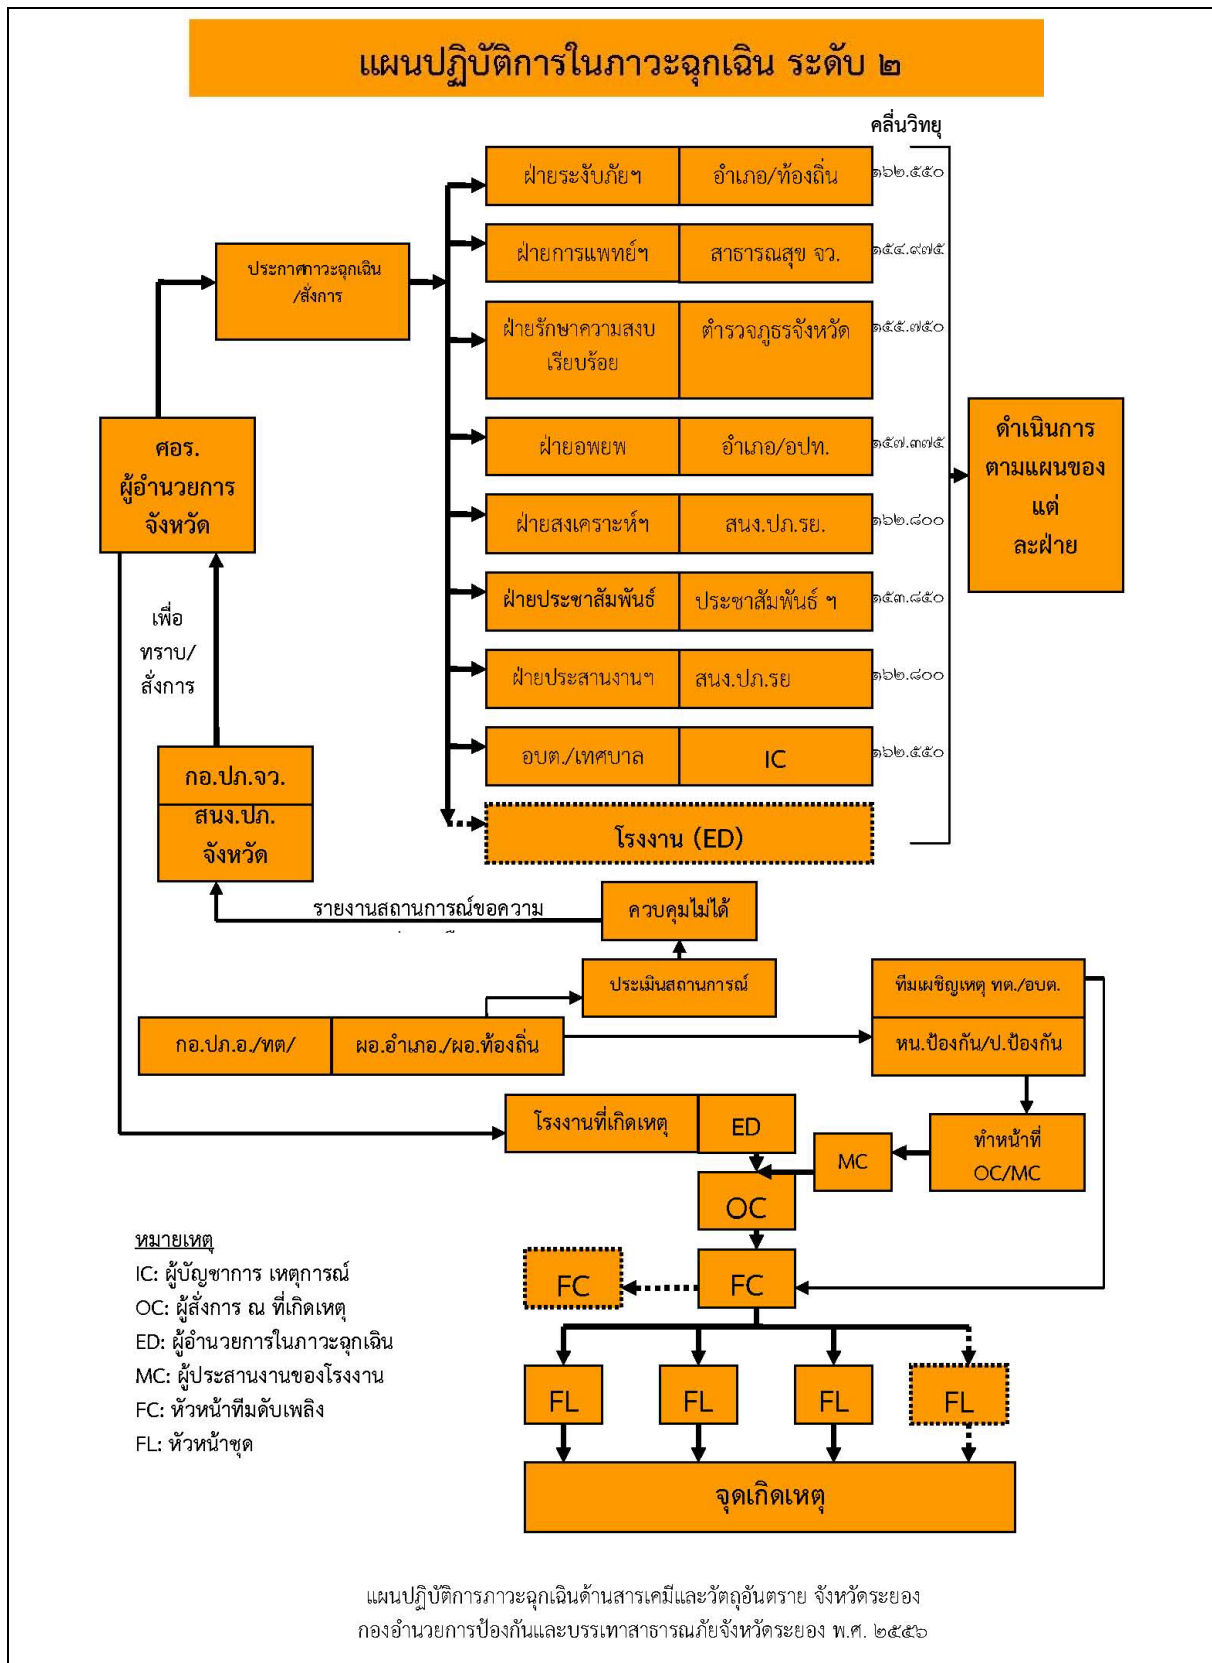 แผนปฏิบัติการในภาวะฉุกเฉิน ระดับ ๒
คลื่นวิทยุ
ฝ่ายระงับภัยฯ อำเภอ/ท้องถิ่น ๑๖๒.๕๕๐
ฝ่ายการแพทย์ฯ สาธารณสุข จว. ๑๕๔.๙๗๕
ประกาศภาวะฉุกเฉิน
/สั่งการ
ฝ่ายรักษาความสงบ ตำรวจภูธรจังหวัด ๑๕๕.๗๕๐
เรียบร้อย
ศอร.
ผู้อำนวยการ
จังหวัด
ฝ่ายอพยพ อำเภอ/อปท. ๑๕๗.๓๗๕
ดำเนินการ
ตามแผนของ
แต่
ละฝ่าย
ฝ่ายสงเคราะห์ฯ สนง.ปภ.รย. ๑๖๒.๘๐๐
ฝ่ายประชาสัมพันธ์ ประชาสัมพันธ์ ฯ ๑๕๓.๘๕๐
เพื่อ
ทราบ/
สั่งการ
ฝ่ายประสานงานฯ สนง.ปภ.รย ๑๖๒.๘๐๐
อบต./เทศบาล IC ๑๖๒.๕๕๐
กอ.ปภ.จว.
สนง.ปภ.
จังหวัด
โรงงาน (ED)
รายงานสถานการณ์ขอความ
ควบคุมไม่ได้
ประเมินสถานการณ์
ทีมเผชิญเหตุ ทต./อบต.
กอ.ปภ.อ./ทต/ ผอ.อำเภอ./ผอ.ท้องถิ่น
หน.ป้องกัน/ป.ป้องกัน
โรงงานที่เกิดเหตุ ED
ทำหน้าที่
OC/MC
MC
OC
FC FC
FL FL FL FL
จุดเกิดเหตุ
หมายเหตุ
IC: ผู้บัญชาการ เหตุการณ์
OC: ผู้สั่งการ ณ ที่เกิดเหตุ
ED: ผู้อำนวยการในภาวะฉุกเฉิน
MC: ผู้ประสานงานของโรงงาน
FC: หัวหน้าทีมดับเพลิง
FL: หัวหน้าชุด
แผนปฏิบัติการภาวะฉุกเฉินด้านสารเคมีและวัตถุอันตราย จังหวัดระยอง
กองอำนวยการป้องกันและบรรเทาสาธารณภัยจังหวัดระยอง พ.ศ. ๒๕๕๖